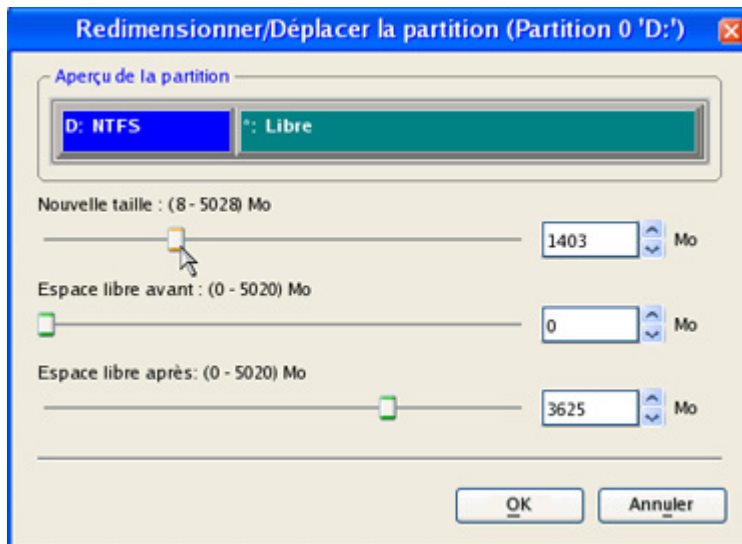 Redimensionner/Déplacer la partition (Partition 0 'D:')
Aperçu de la partition
D: NTFS
*: Libre
Nouvelle taille : (8 - 5028) Mo
1403 Mo
Espace libre avant : (0 - 5020) Mo
0 Mo
Espace libre après: (0 - 5020) Mo
3625 Mo
OK
Annuler